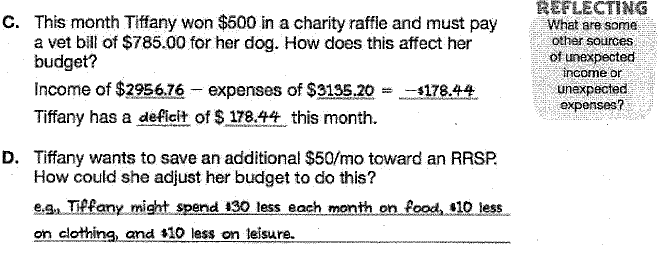 C. This month Tiffany won $500 in a charity raffle and must pay
a vet bill of $785.00 for her dog. How does this affect her
budget?
Income of $2956.76 – expenses of $3135.20 = –$178.44
Tiffany has a deficit of $ 178.44 this month.
D. Tiffany wants to save an additional $50/mo toward an RRSP.
How could she adjust her budget to do this?
e.g., Tiffany might spend $30 less each month on food, $10 less
on clothing, and $10 less on leisure.
REFLECTING
What are some
other sources
of unexpected
income or
unexpected
expenses?